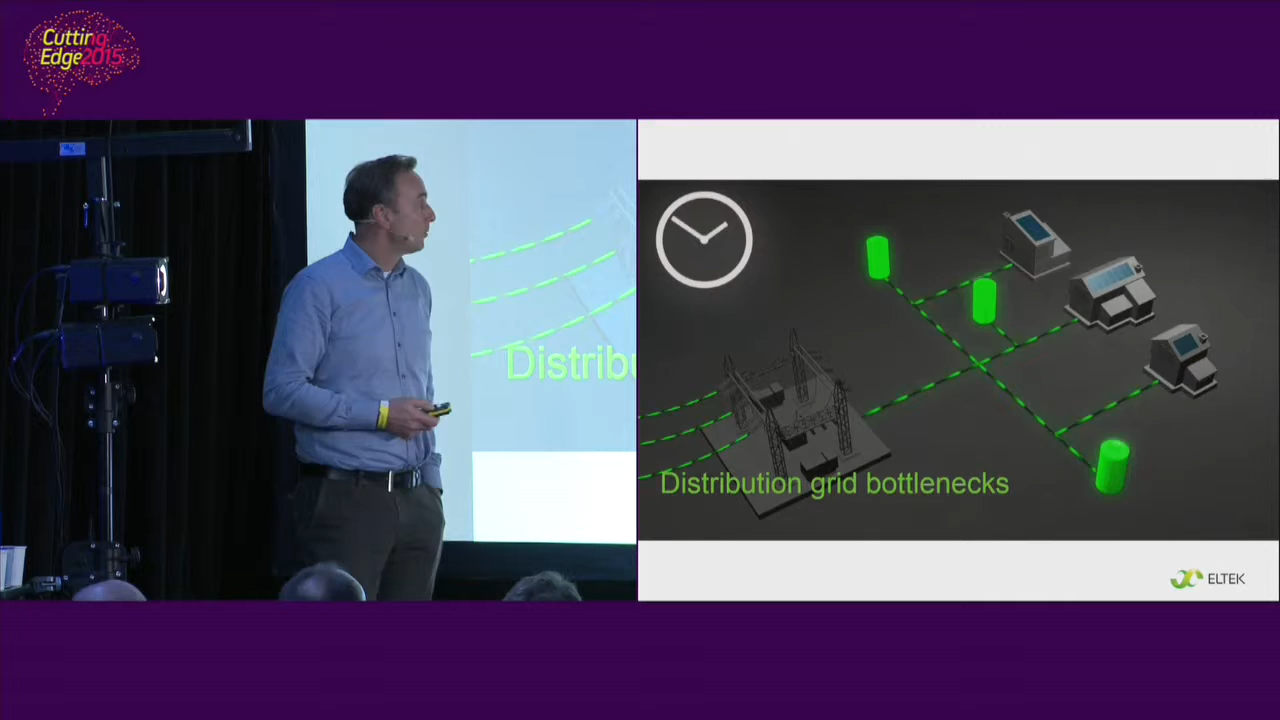 Cutting
Edge2015
Distribu
Distribution grid bottlenecks
ELTEK